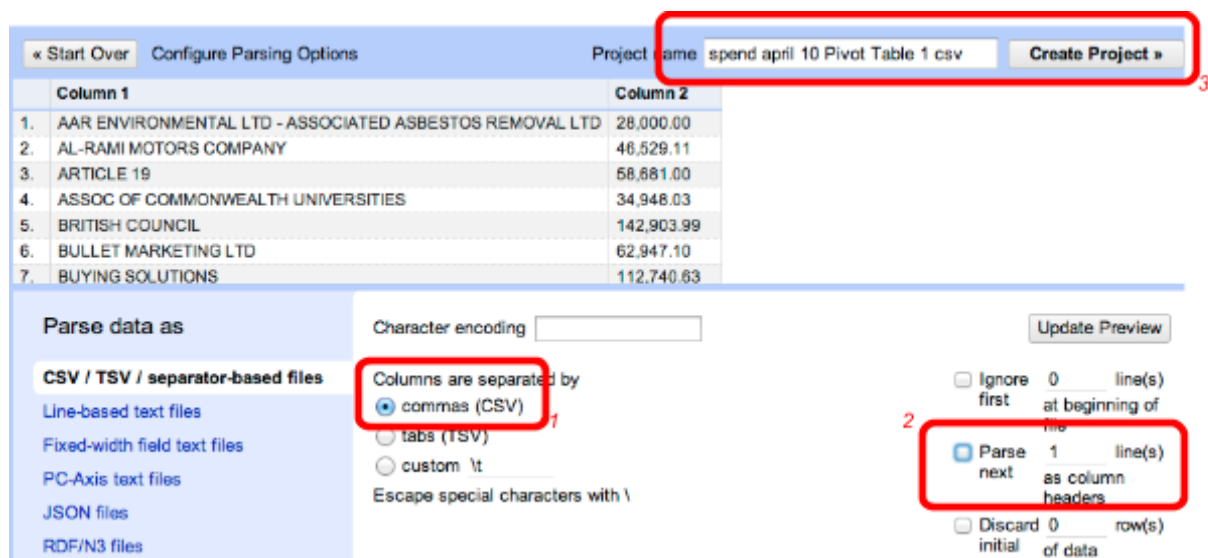 « Start Over Configure Parsing Options Project name spend april 10 Pivot Table 1 csv Create Project »
3
Column 1 Column 2
1. AAR ENVIRONMENTAL LTD - ASSOCIATED ASBESTOS REMOVAL LTD 28,000.00
2. AL-RAMI MOTORS COMPANY 46,529.11
3. ARTICLE 19 58,681.00
4. ASSOC OF COMMONWEALTH UNIVERSITIES 34,948.03
5. BRITISH COUNCIL 142,903.99
6. BULLET MARKETING LTD 62,947.10
7. BUYING SOLUTIONS 112,740.63
Parse data as
CSV / TSV / separator-based files
Line-based text files
Fixed-width field text files
PC-Axis text files
JSON files
RDF/N3 files
Character encoding
Update Preview
Columns are separated by
commas (CSV)
1
tabs (TSV)
custom \t
Escape special characters with \
Ignore first 0 line(s)
at beginning of
file
2
Parse next 1 line(s)
as column
headers
Discard initial 0 row(s)
of data